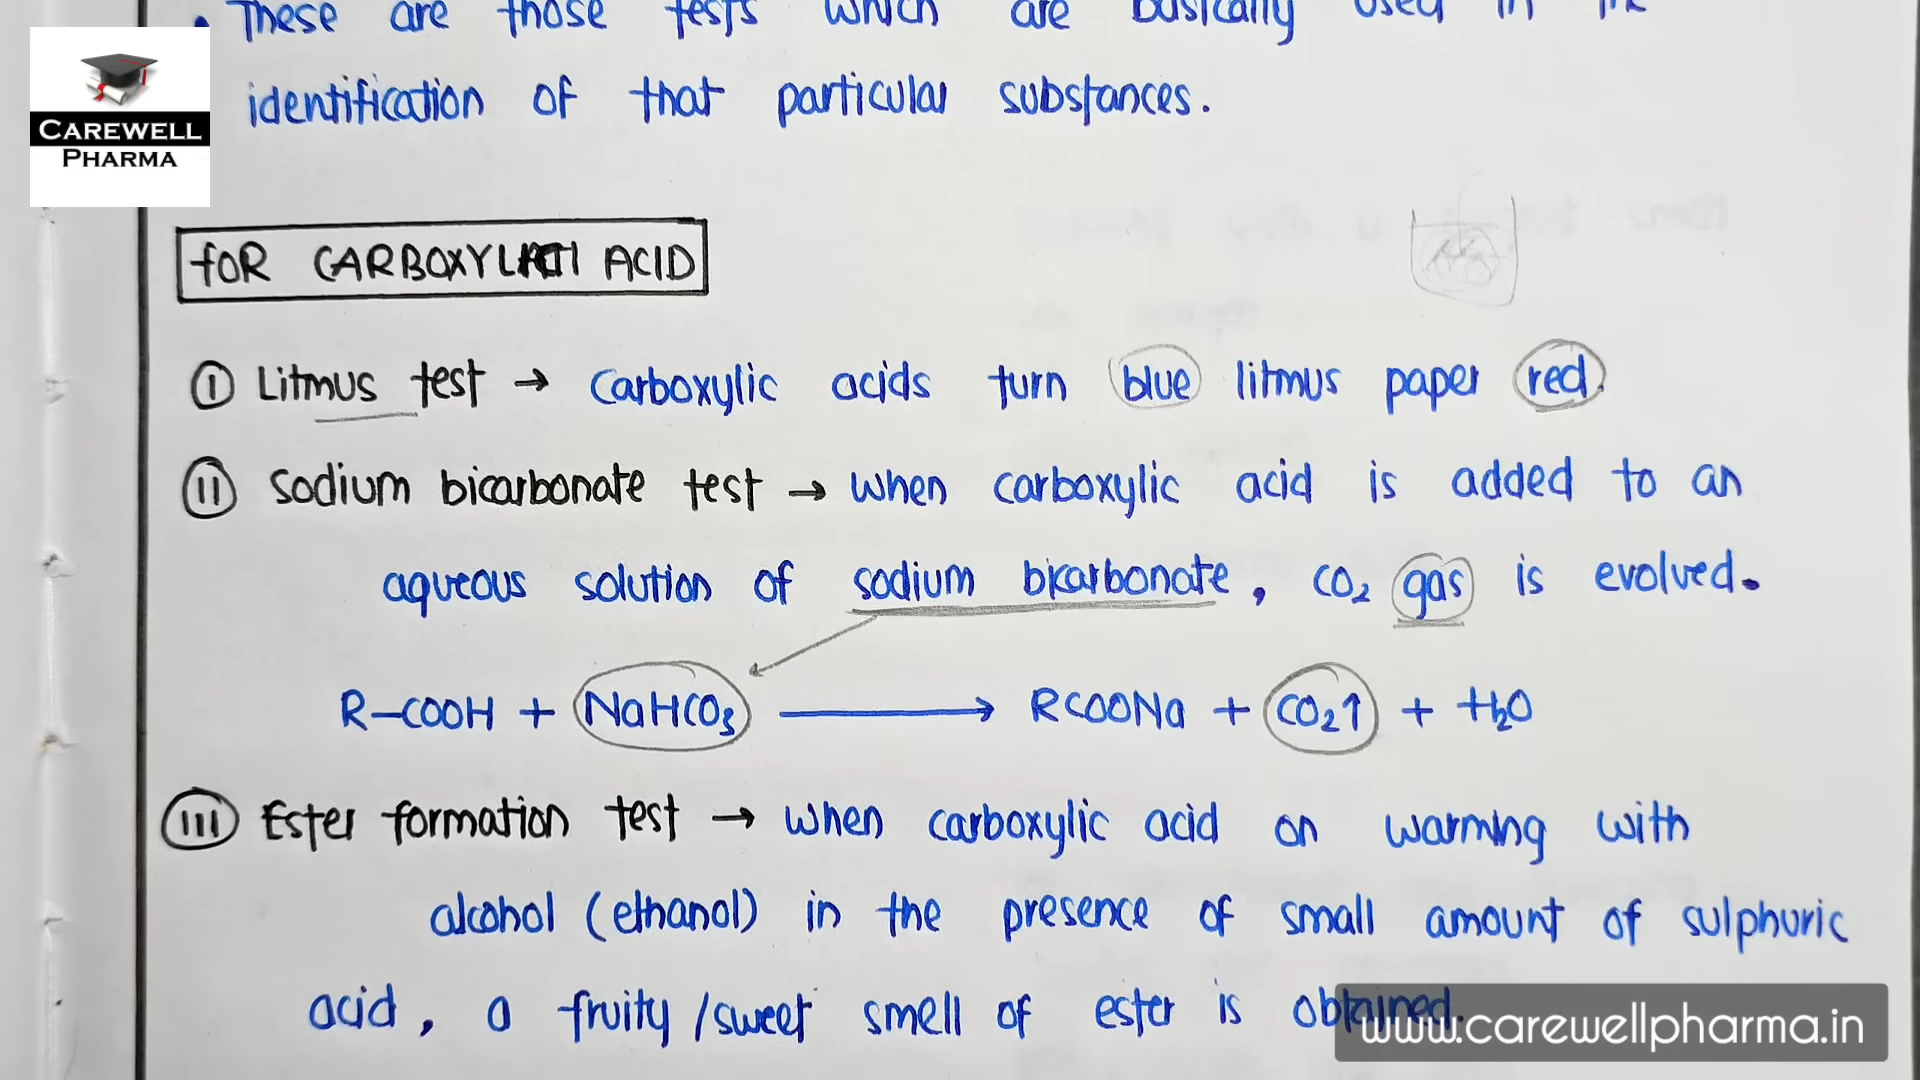 These are those tests which are basically used in the
identification of that particular substances.
CAREWELL
PHARMA
FOR CARBOXYLIC ACID
(I) Litmus test → carboxylic acids turn blue litmus paper red.
(II) Sodium bicarbonate test → when carboxylic acid is added to an
aqueous solution of sodium bicarbonate, CO₂ gas is evolved.
R–COOH + NaHCO₃ ⟶ RCOONa + CO₂↑ + H₂O
(III) Ester formation test → when carboxylic acid on warming with
alcohol (ethanol) in the presence of small amount of sulphuric
acid, a fruity/sweet smell of ester is obtained.
www.carewellpharma.in